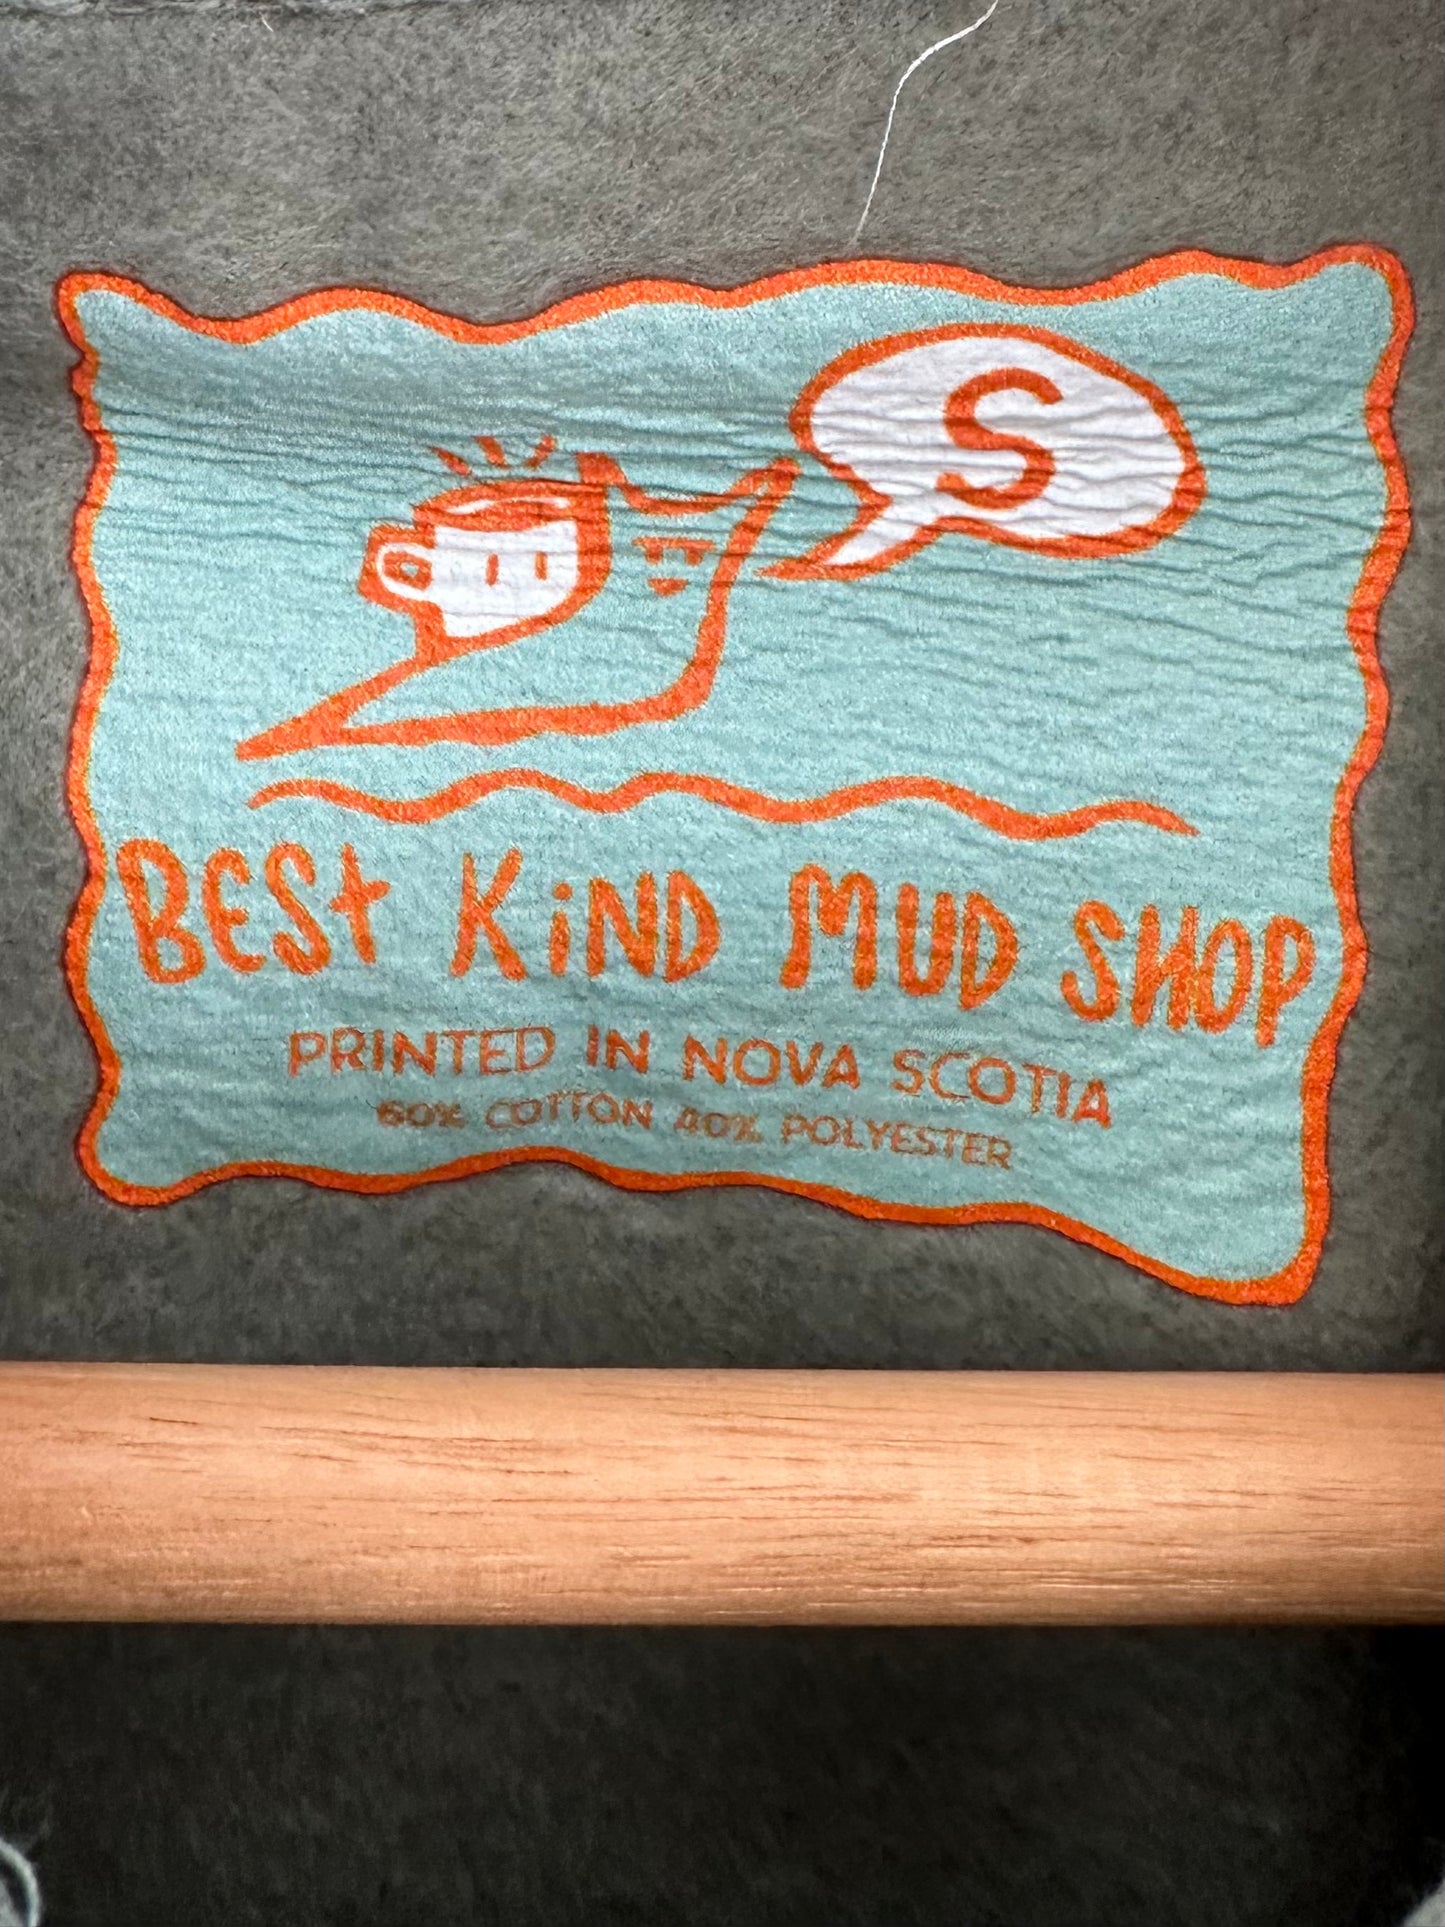 S
BEST KiND MUD SHOP
PRINTED IN NOVA SCOTIA
60% COTTON 40% POLYESTER